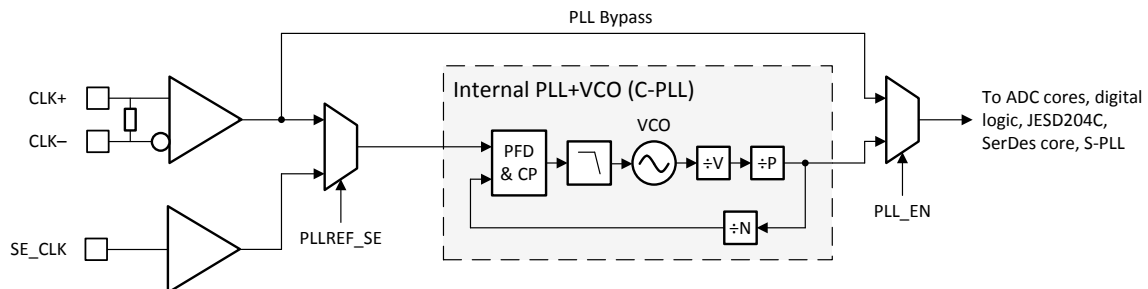 PLL Bypass
Internal PLL+VCO (C-PLL)
CLK+
CLK–
VCO
PFD
& CP
÷V
÷P
÷N
To ADC cores, digital
logic, JESD204C,
SerDes core, S-PLL
PLL_EN
SE_CLK
PLLREF_SE